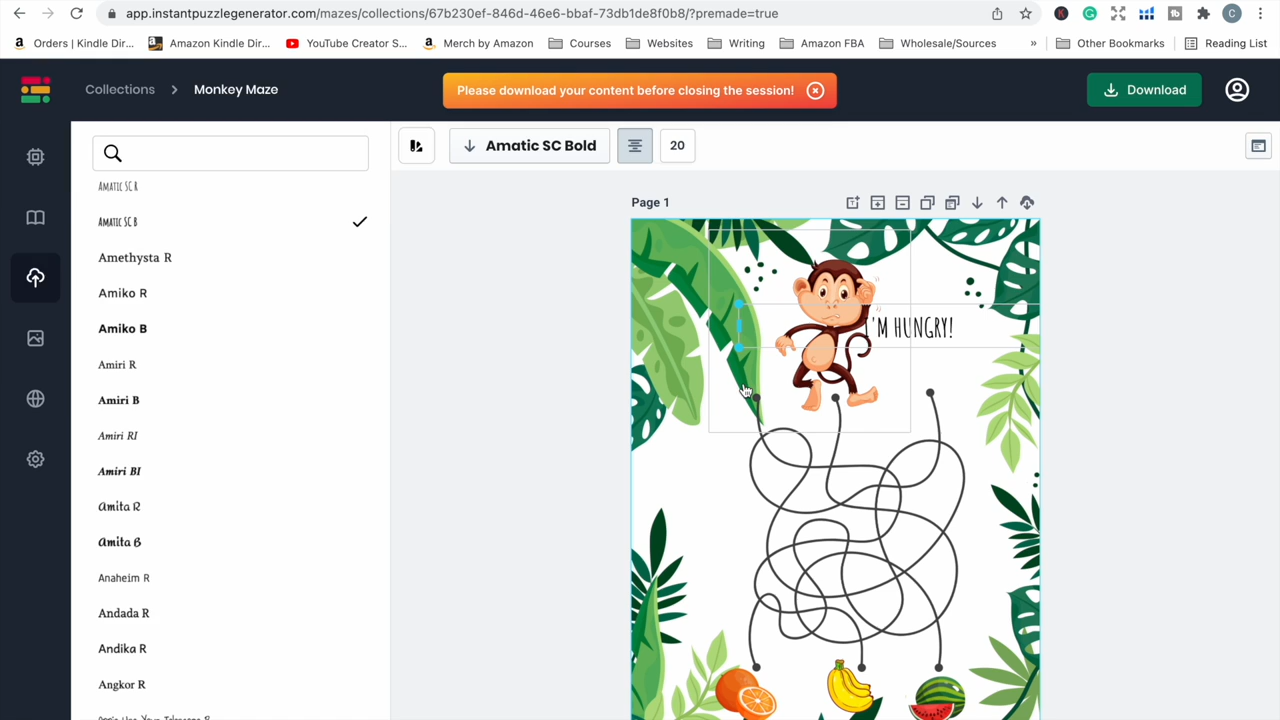 app.instantpuzzlegenerator.com/mazes/collections/67b230ef-846d-46e6-bbaf-73db1de8f0b8/?premade=true
Orders | Kindle Dir... Amazon Kindle Dir... YouTube Creator S... Merch by Amazon Courses Websites Writing Amazon FBA Wholesale/Sources » Other Bookmarks Reading List
Collections > Monkey Maze
Please download your content before closing the session!
Download
Amatic SC Bold
20
AMATIC SC R
AMATIC SC B
Amethysta R
Amiko R
Amiko B
Amiri R
Amiri B
Amiri RI
Amiri BI
Amita R
Amita B
Anaheim R
Andada R
Andika R
Angkor R
Page 1
I'M HUNGRY!